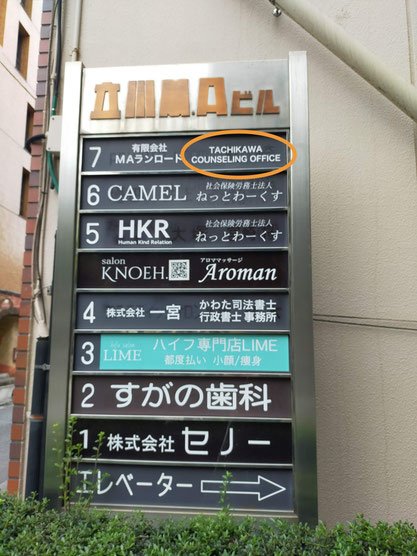 立川M.Aビル
7 有限会社 MAランロード TACHIKAWA COUNSELING OFFICE
6 CAMEL 社会保険労務士法人 ねっとわーくす
5 HKR Human Kind Relation 社会保険労務士法人 ねっとわーくす
salon KNOEH. アロママッサージ Aroman
4 株式会社 一宮 かわた司法書士 行政書士 事務所
3 LIME ハイフ専門店LIME 都度払い 小顔/痩身
2 すがの歯科
1 株式会社 セノー
エレベーター